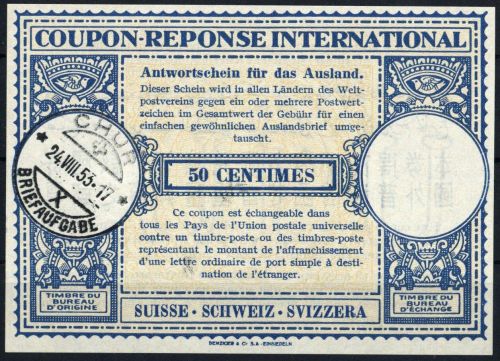 COUPON-REPONSE INTERNATIONAL
Antwortschein für das Ausland.
Dieser Schein wird in allen Ländern des Welt-
postvereins gegen ein oder mehrere Postwert-
zeichen im Gesamtwert der Gebühr für einen
einfachen gewöhnlichen Auslandsbrief umge-
tauscht.
CHUR
24.VIII.53.-17
X
BRIEFAUFGABE
50 CENTIMES
Ce coupon est échangeable dans
tous les Pays de l'Union postale universelle
contre un timbre-poste ou des timbres-poste
représentant le montant de l'affranchissement
d'une lettre ordinaire de port simple à desti-
nation de l'étranger.
TIMBRE DU
BUREAU
D'ORIGINE
TIMBRE DU
BUREAU
D'ÉCHANGE
SUISSE · SCHWEIZ · SVIZZERA
BENZIGER & Co S.A. EINSIEDELN